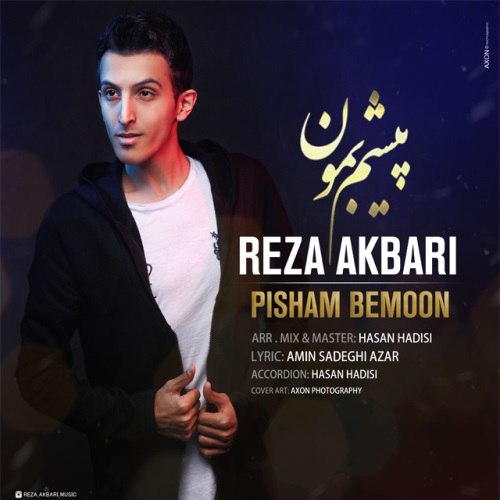 AXON
پیشم بمون
REZA AKBARI
PISHAM BEMOON
ARR . MIX & MASTER: HASAN HADISI
LYRIC: AMIN SADEGHI AZAR
ACCORDION: HASAN HADISI
COVER ART: AXON PHOTOGRAPHY
REZA_AKBARI_MUSIC